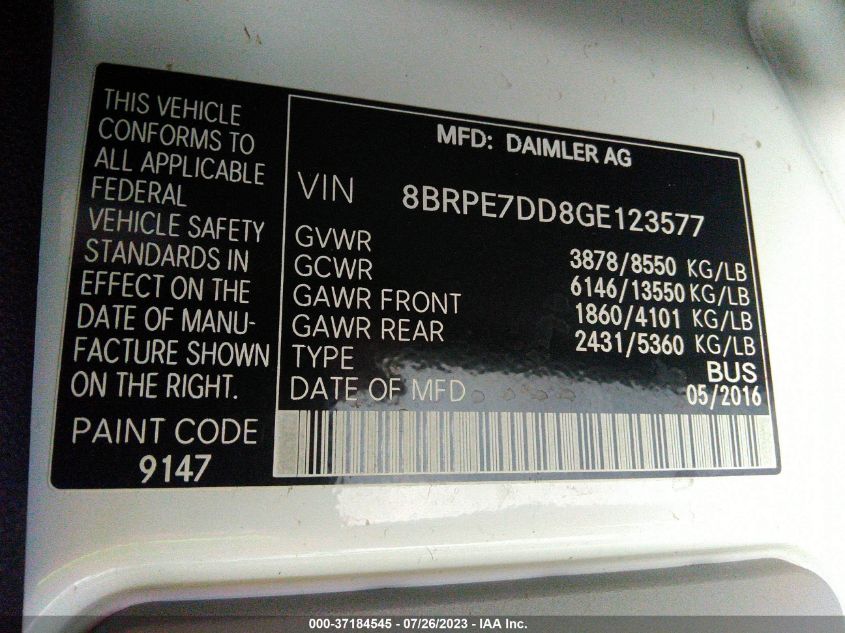 THIS VEHICLE
CONFORMS TO
ALL APPLICABLE
FEDERAL
VEHICLE SAFETY
STANDARDS IN
EFFECT ON THE
DATE OF MANU-
FACTURE SHOWN
ON THE RIGHT.
PAINT CODE
9147
MFD: DAIMLER AG
VIN 8BRPE7DD8GE123577
GVWR 3878/8550 KG/LB
GCWR 6146/13550 KG/LB
GAWR FRONT 1860/4101 KG/LB
GAWR REAR 2431/5360 KG/LB
TYPE BUS
DATE OF MFD 05/2016
000-37184545 - 07/26/2023 - IAA Inc.